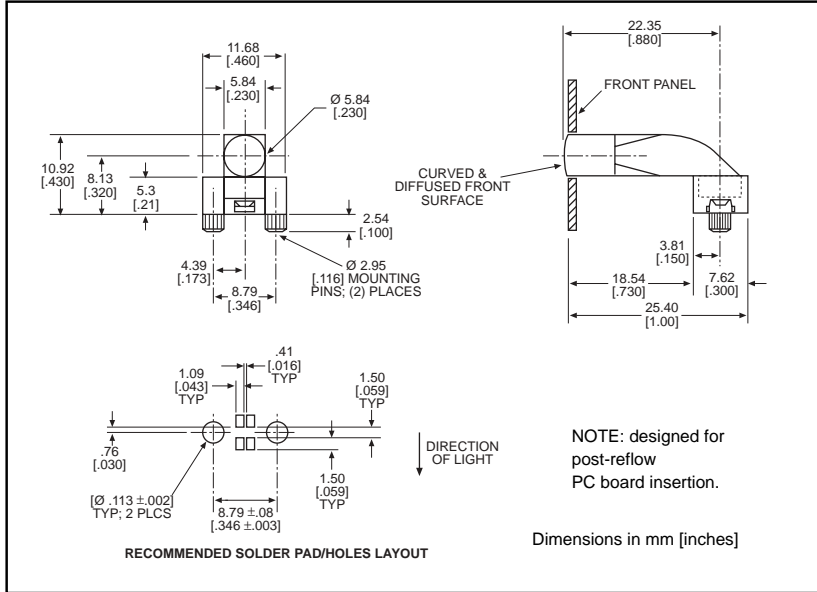 11.68
[.460]
5.84
[.230]
Ø 5.84
[.230]
10.92
[.430]
8.13
[.320]
5.3
[.21]
2.54
[.100]
4.39
[.173]
8.79
[.346]
Ø 2.95
[.116] MOUNTING
PINS; (2) PLACES
22.35
[.880]
FRONT PANEL
CURVED &
DIFFUSED FRONT
SURFACE
3.81
[.150]
18.54
[.730]
7.62
[.300]
25.40
[1.00]
.41
[.016]
TYP
1.09
[.043]
TYP
1.50
[.059]
TYP
.76
[.030]
1.50
[.059]
TYP
[Ø .113 ±.002]
TYP; 2 PLCS
8.79 ±.08
[.346 ±.003]
DIRECTION
OF LIGHT
RECOMMENDED SOLDER PAD/HOLES LAYOUT
NOTE: designed for
post-reflow
PC board insertion.
Dimensions in mm [inches]